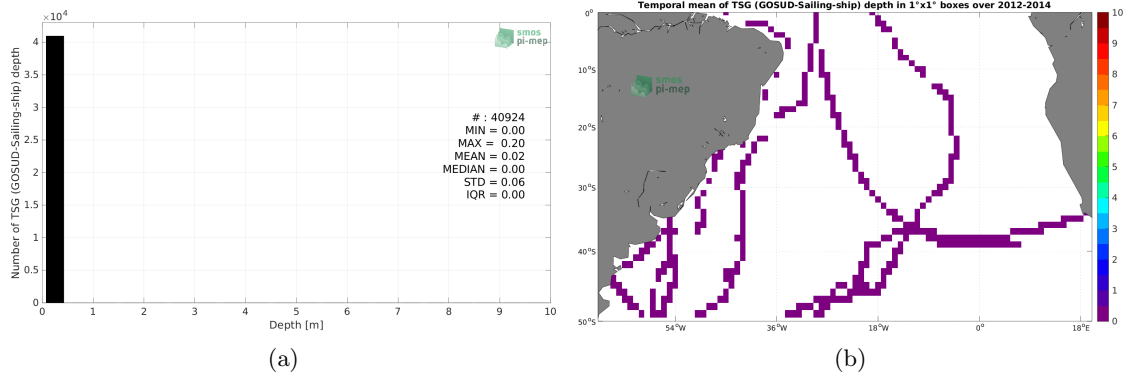 ×10⁴
4
3.5
3
2.5
2
1.5
1
0.5
0
Number of TSG (GOSUD-Sailing-ship) depth
smos
pi-mep
# : 40924
MIN = 0.00
MAX = 0.20
MEAN = 0.02
MEDIAN = 0.00
STD = 0.06
IQR = 0.00
0 1 2 3 4 5 6 7 8 9 10
Depth [m]
(a)
Temporal mean of TSG (GOSUD-Sailing-ship) depth in 1°x1° boxes over 2012-2014
0°
10°S
20°S
30°S
40°S
50°S
smos
pi-mep
54°W 36°W 18°W 0° 18°E
10
9
8
7
6
5
4
3
2
1
0
(b)